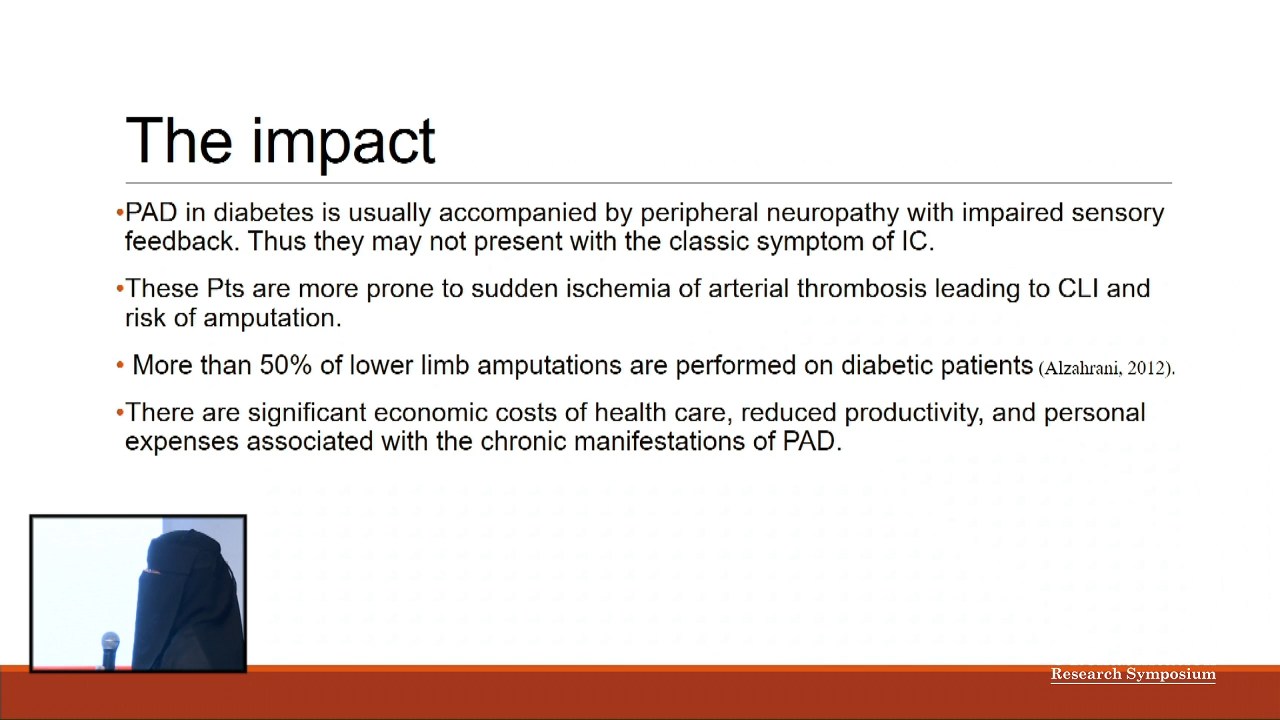 The impact
•PAD in diabetes is usually accompanied by peripheral neuropathy with impaired sensory
feedback. Thus they may not present with the classic symptom of IC.
•These Pts are more prone to sudden ischemia of arterial thrombosis leading to CLI and
risk of amputation.
• More than 50% of lower limb amputations are performed on diabetic patients (Alzahrani, 2012).
•There are significant economic costs of health care, reduced productivity, and personal
expenses associated with the chronic manifestations of PAD.
Research Symposium